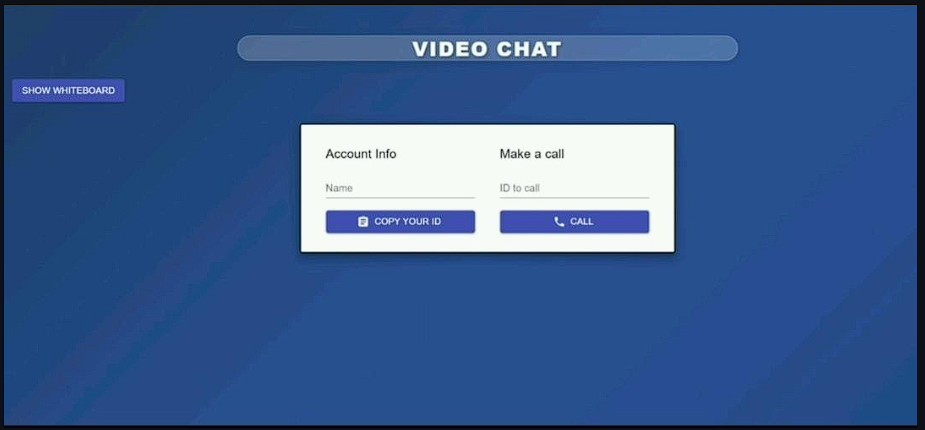 VIDEO CHAT
SHOW WHITEBOARD
Account Info
Name
COPY YOUR ID
Make a call
ID to call
CALL